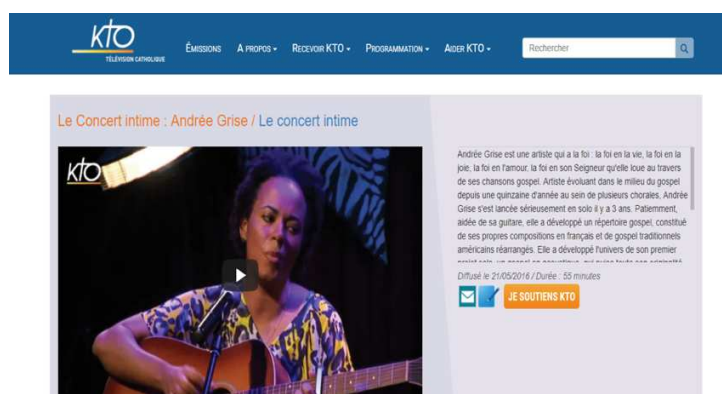 kto
TÉLÉVISION CATHOLIQUE
ÉMISSIONS A PROPOS RECEVOIR KTO PROGRAMMATION AIDER KTO Rechercher
Le Concert intime : Andrée Grise / Le concert intime
kto
Andrée Grise est une artiste qui a la foi : la foi en la vie, la foi en la
joie, la foi en l'amour, la foi en son Seigneur qu'elle loue au travers
de ses chansons gospel. Artiste évoluant dans le milieu du gospel
depuis une quinzaine d'année au sein de plusieurs chorales, Andrée
Grise s'est lancée sérieusement en solo il y a 3 ans. Patiemment,
aidée de sa guitare, elle a développé un répertoire gospel, constitué
de ses propres compositions en français et de gospel traditionnels
américains réarrangés. Elle a développé l'univers de son premier
Diffusé le 21/05/2016 / Durée : 55 minutes
JE SOUTIENS KTO